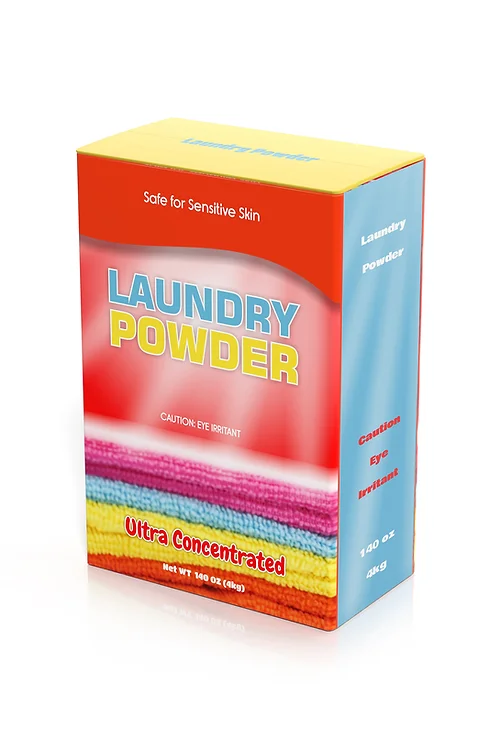 Laundry Powder
Safe for Sensitive Skin
LAUNDRY
POWDER
CAUTION: EYE IRRITANT
Ultra Concentrated
Net WT 140 OZ (4kg)
Laundry
Powder
Caution
Eye
Irritant
140 oz
4kg